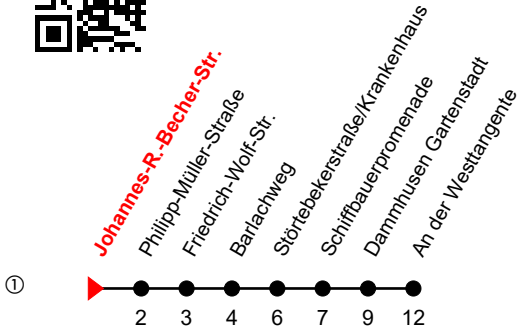 Johannes-R.-Becher-Str.
Philipp-Müller-Straße
Friedrich-Wolf-Str.
Barlachweg
Störtebekerstraße/Krankenhaus
Schiffbauerpromenade
Dammhusen Gartenstadt
An der Westtangente
①
2 3 4 6 7 9 12